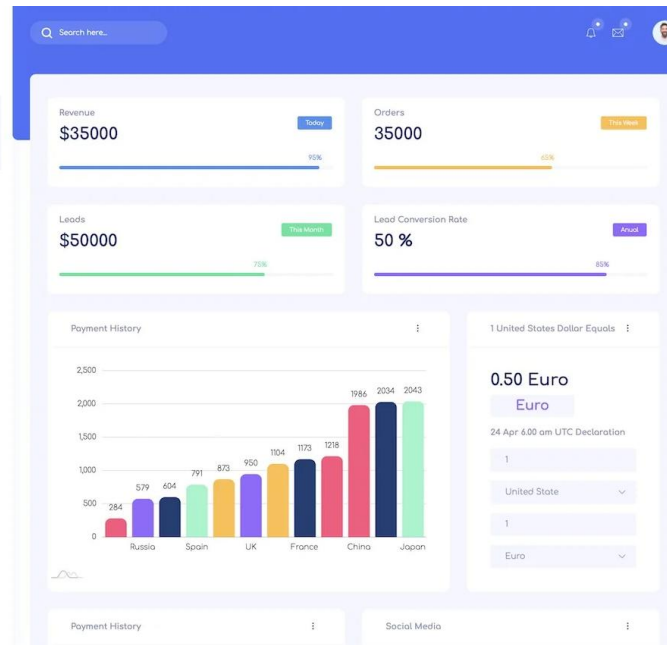 Search here...
Revenue
$35000
Today
95%
Orders
35000
This Week
65%
Leads
$50000
This Month
75%
Lead Conversion Rate
50 %
Anual
85%
Payment History
2,500
2,000
1,500
1,000
500
0
284
579
604
791
873
950
1104
1173
1218
1986
2034
2043
Russia
Spain
UK
France
China
Japan
1 United States Dollar Equals
0.50 Euro
Euro
24 Apr 6.00 am UTC Declaration
1
United State
1
Euro
Payment History
Social Media